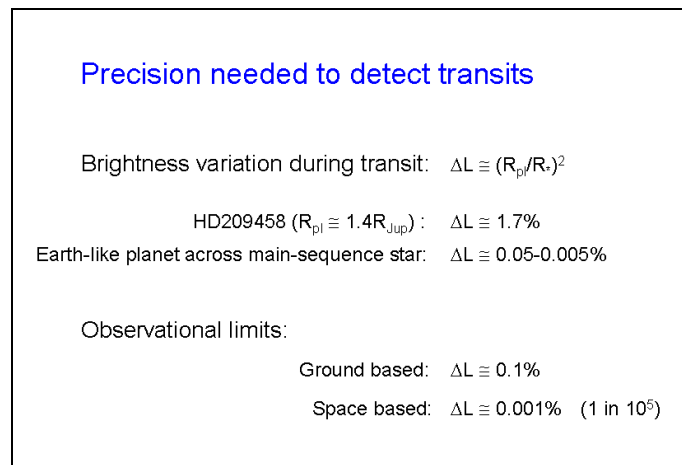 Precision needed to detect transits
Brightness variation during transit: ΔL ≅ (Rpl/R*)²
HD209458 (Rpl ≅ 1.4RJup) : ΔL ≅ 1.7%
Earth-like planet across main-sequence star: ΔL ≅ 0.05-0.005%
Observational limits:
Ground based: ΔL ≅ 0.1%
Space based: ΔL ≅ 0.001% (1 in 10⁵)